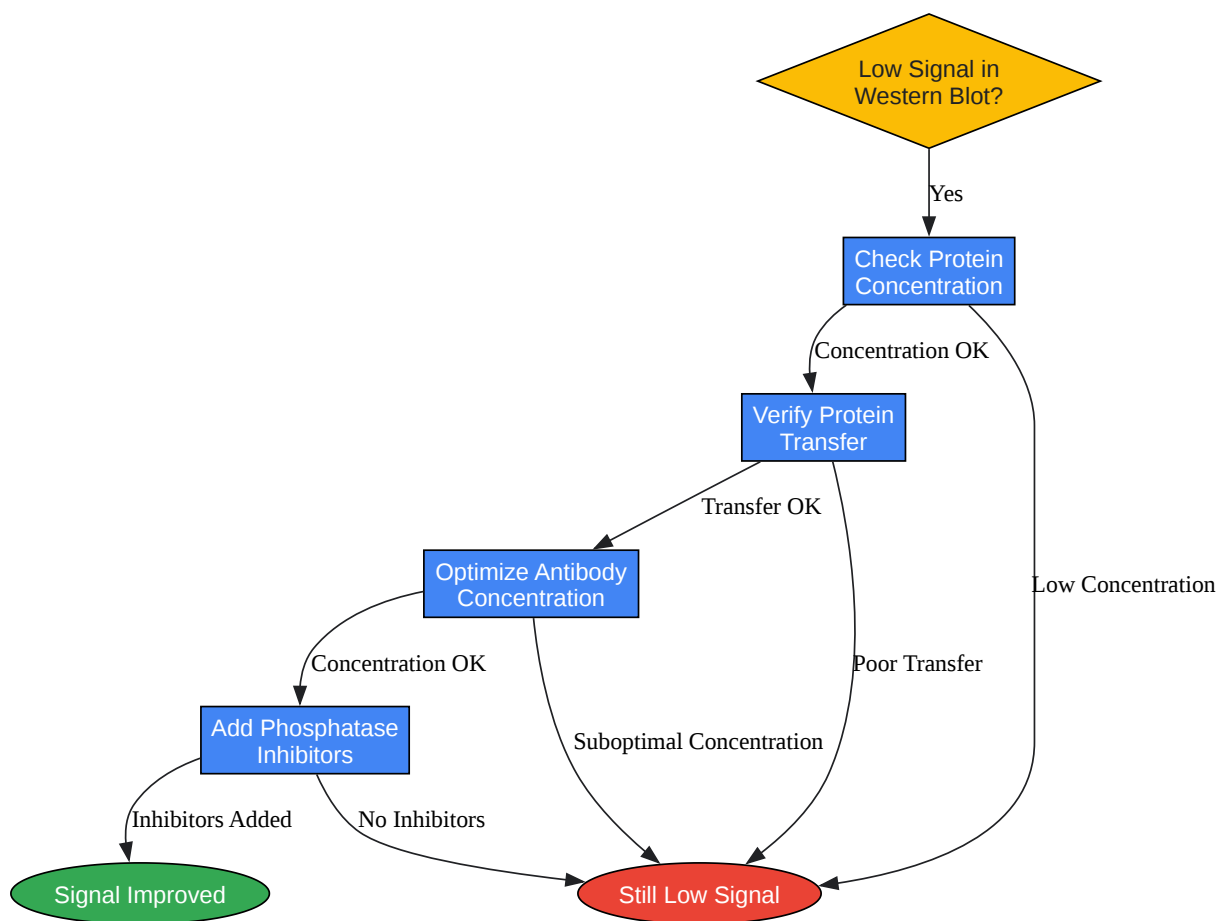 Low Signal in
Western Blot?
Yes
Check Protein
Concentration
Concentration OK
Verify Protein
Transfer
Transfer OK
Optimize Antibody
Concentration
Low Concentration
Concentration OK
Poor Transfer
Add Phosphatase
Inhibitors
Suboptimal Concentration
Inhibitors Added
No Inhibitors
Signal Improved
Still Low Signal